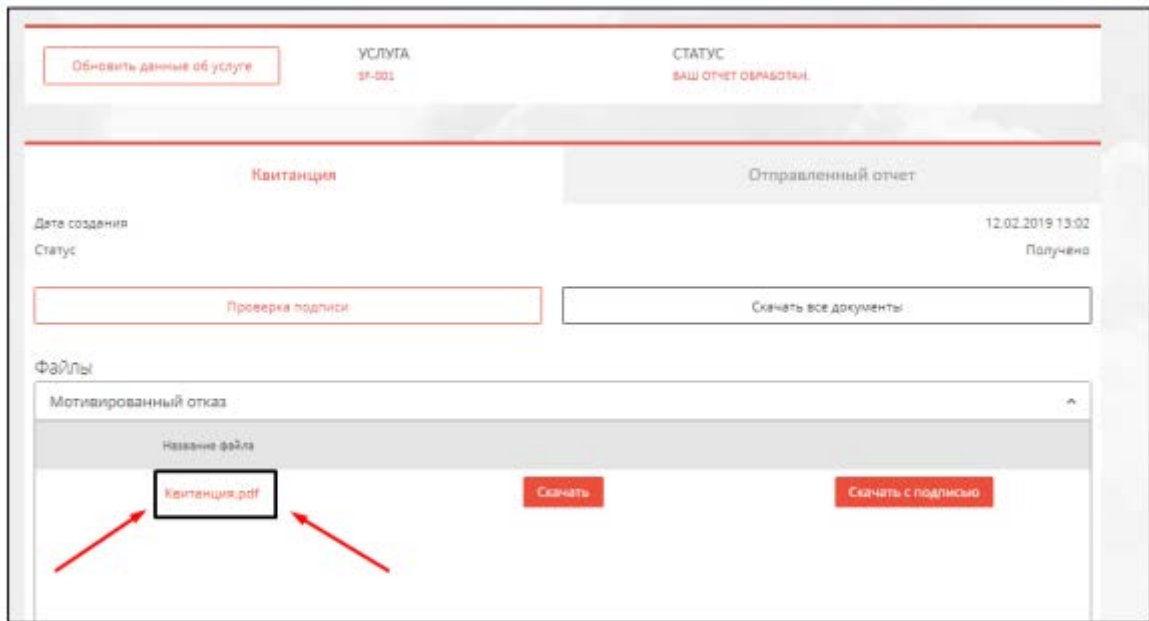 Обновить данные об услуге
УСЛУГА
SF-001
СТАТУС
ВАШ ОТЧЕТ ОБРАБОТАН.
Квитанция
Отправленный отчет
Дата создания
12.02.2019 13:02
Статус
Получено
Проверка подписи
Скачать все документы
Файлы
Мотивированный отказ
Название файла
Квитанция.pdf
Скачать
Скачать с подписью